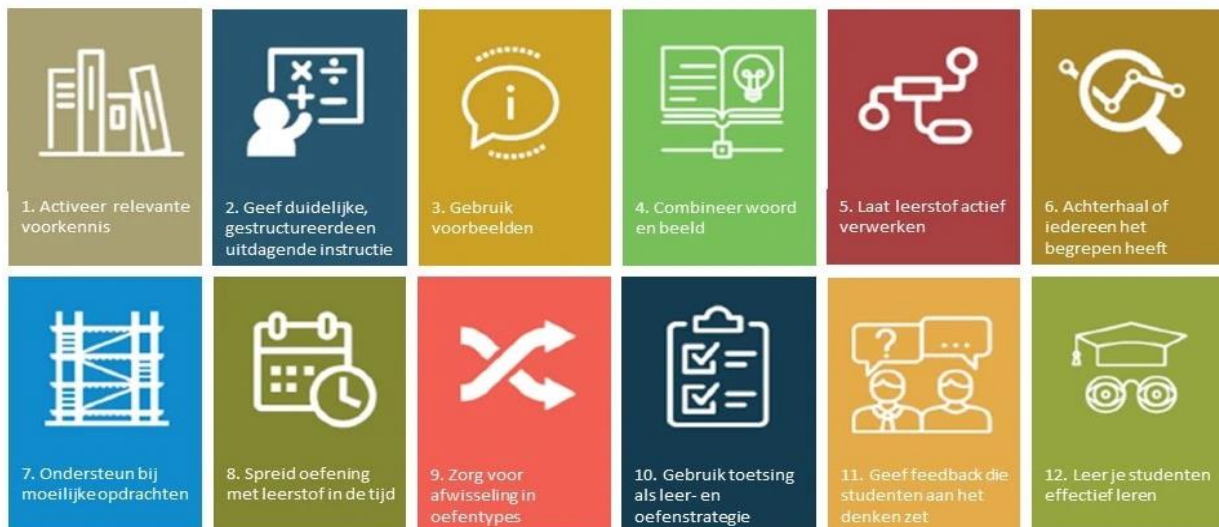 1. Activeer relevante
voorkennis
2. Geef duidelijke,
gestructureerde en
uitdagende instructie
3. Gebruik
voorbeelden
4. Combineer woord
en beeld
5. Laat leerstof actief
verwerken
6. Achterhaal of
iedereen het
begrepen heeft
7. Ondersteun bij
moeilijke opdrachten
8. Spreid oefening
met leerstof in de tijd
9. Zorg voor
afwisseling in
oefentypes
10. Gebruik toetsing
als leer- en
oefenstrategie
11. Geef feedback die
studenten aan het
denken zet
12. Leer je studenten
effectief leren